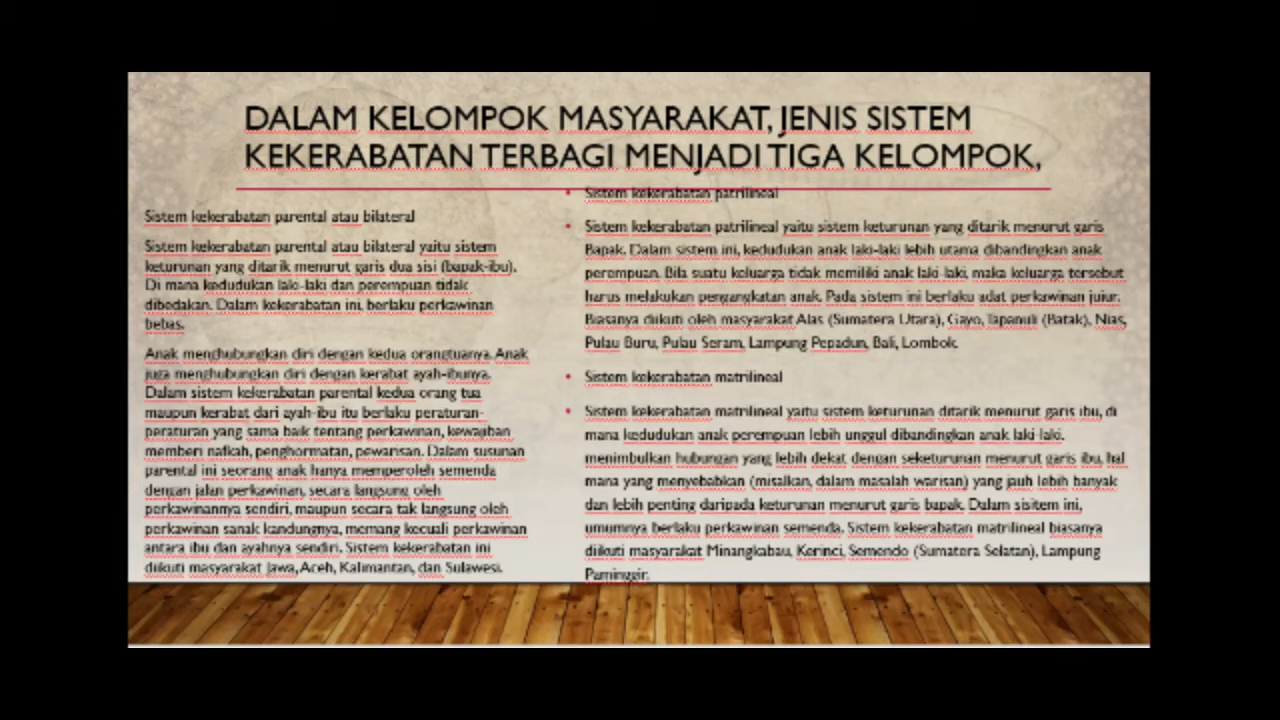 DALAM KELOMPOK MASYARAKAT, JENIS SISTEM
KEKERABATAN TERBAGI MENJADI TIGA KELOMPOK,
Sistem kekerabatan parental atau bilateral
Sistem kekerabatan parental atau bilateral yaitu sistem
keturunan yang ditarik menurut garis dua sisi (bapak-ibu).
Di mana kedudukan laki-laki dan perempuan tidak
dibedakan. Dalam kekerabatan ini, berlaku perkawinan
bebas.
Anak menghubungkan diri dengan kedua orangtuanya. Anak
juga menghubungkan diri dengan kerabat ayah-ibunya.
Dalam sistem kekerabatan parental kedua orang tua
maupun kerabat dari ayah-ibu itu berlaku peraturan-
peraturan yang sama baik tentang perkawinan, kewajiban
memberi nafkah, penghormatan, pewarisan. Dalam susunan
parental ini seorang anak hanya memperoleh semenda
dengan jalan perkawinan, secara langsung oleh
perkawinannya sendiri, maupun secara tak langsung oleh
perkawinan sanak kandungnya, memang kecuali perkawinan
antara ibu dan ayahnya sendiri. Sistem kekerabatan ini
diikuti masyarakat Jawa, Aceh, Kalimantan, dan Sulawesi.
• Sistem kekerabatan patrilineal
• Sistem kekerabatan patrilineal yaitu sistem keturunan yang ditarik menurut garis
Bapak. Dalam sistem ini, kedudukan anak laki-laki lebih utama dibandingkan anak
perempuan. Bila suatu keluarga tidak memiliki anak laki-laki, maka keluarga tersebut
harus melakukan pengangkatan anak. Pada sistem ini berlaku adat perkawinan jujur.
Biasanya diikuti oleh masyarakat Alas (Sumatera Utara), Gayo, Tapanuli (Batak), Nias,
Pulau Buru, Pulau Seram, Lampung Pepadun, Bali, Lombok.
• Sistem kekerabatan matrilineal
• Sistem kekerabatan matrilineal yaitu sistem keturunan ditarik menurut garis ibu, di
mana kedudukan anak perempuan lebih unggul dibandingkan anak laki-laki.
menimbulkan hubungan yang lebih dekat dengan seketurunan menurut garis ibu, hal
mana yang menyebabkan (misalkan, dalam masalah warisan) yang jauh lebih banyak
dan lebih penting daripada keturunan menurut garis bapak. Dalam sisitem ini,
umumnya berlaku perkawinan semenda. Sistem kekerabatan matrilineal biasanya
diikuti masyarakat Minangkabau, Kerinci, Semendo (Sumatera Selatan), Lampung
Paminggir.